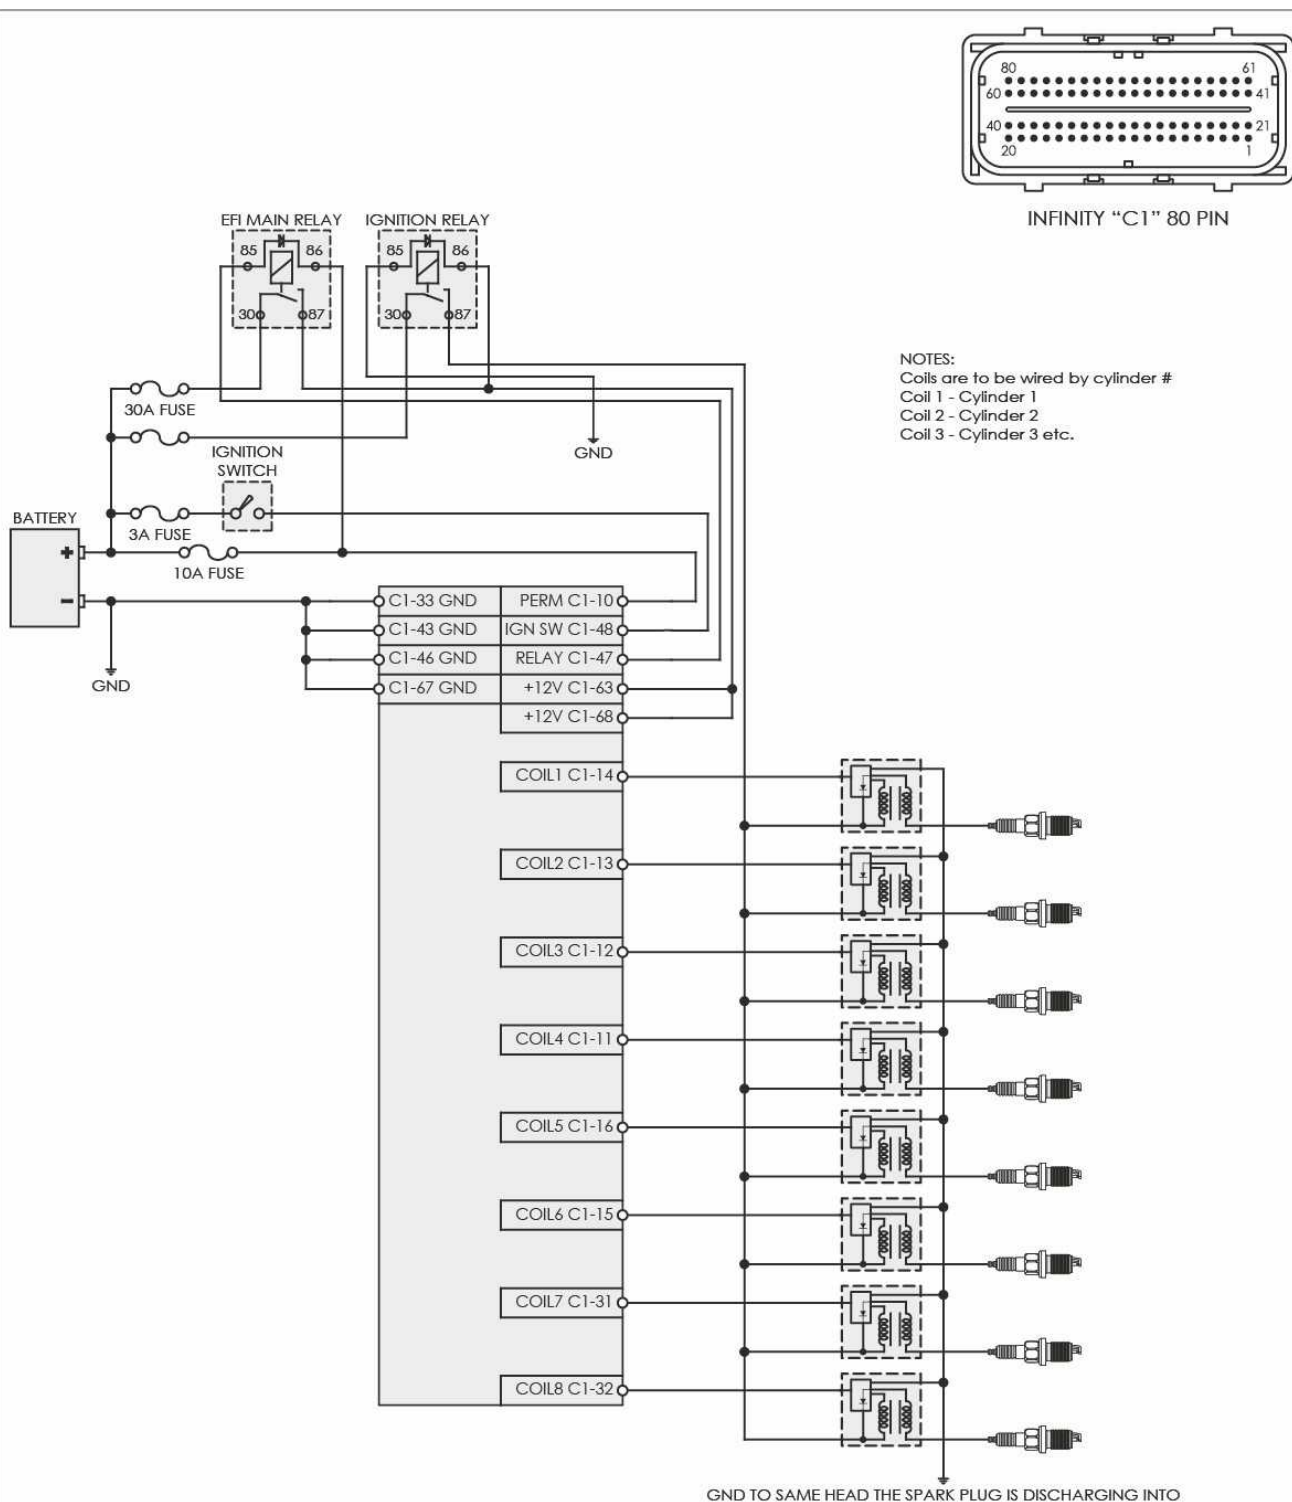 80 61
60 41
40 21
20 1
INFINITY “C1” 80 PIN
EFI MAIN RELAY
IGNITION RELAY
85 86
85 86
30 87
30 87
NOTES:
Coils are to be wired by cylinder #
Coil 1 - Cylinder 1
Coil 2 - Cylinder 2
Coil 3 - Cylinder 3 etc.
30A FUSE
IGNITION
SWITCH
GND
BATTERY
3A FUSE
+
10A FUSE
-
C1-33 GND PERM C1-10
C1-43 GND IGN SW C1-48
C1-46 GND RELAY C1-47
C1-67 GND +12V C1-63
GND
+12V C1-68
COIL1 C1-14
COIL2 C1-13
COIL3 C1-12
COIL4 C1-11
COIL5 C1-16
COIL6 C1-15
COIL7 C1-31
COIL8 C1-32
GND TO SAME HEAD THE SPARK PLUG IS DISCHARGING INTO